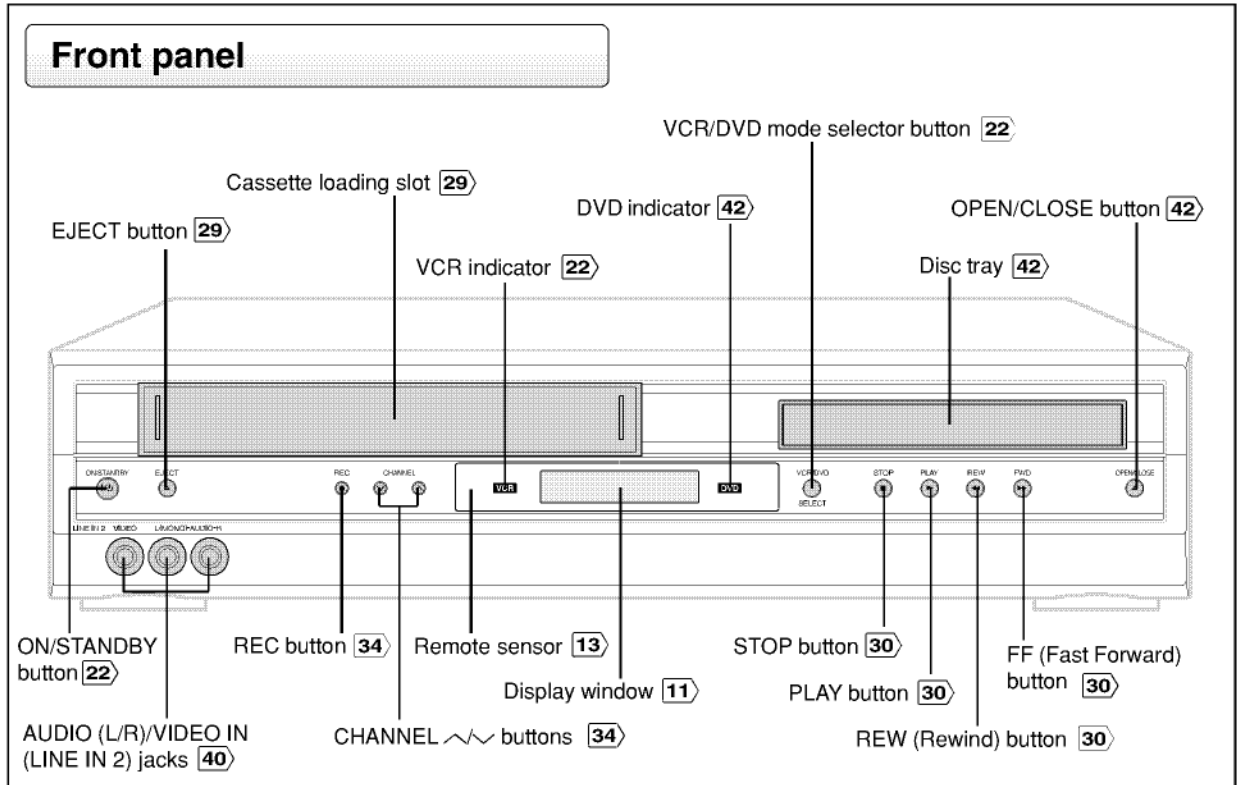 Front panel
VCR/DVD mode selector button 22
Cassette loading slot 29
DVD indicator 42
OPEN/CLOSE button 42
EJECT button 29
VCR indicator 22
Disc tray 42
ON/STANDBY EJECT REC CHANNEL VCR DVD VCR/DVD STOP PLAY REW FWD OPEN/CLOSE
SELECT
LINE IN 2 VIDEO L/MONO-AUDIO-R
ON/STANDBY
button 22
REC button 34
Remote sensor 13
STOP button 30
FF (Fast Forward)
button 30
Display window 11
PLAY button 30
AUDIO (L/R)/VIDEO IN
(LINE IN 2) jacks 40
CHANNEL buttons 34
REW (Rewind) button 30